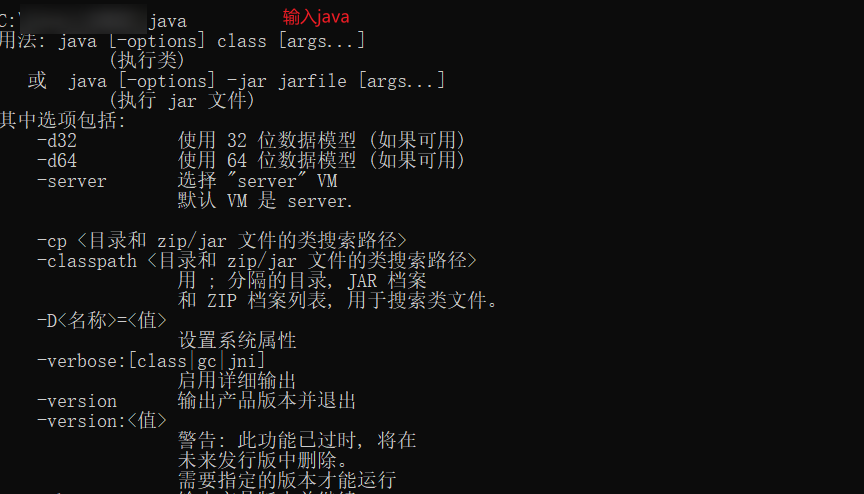 C:\ java 输入java
用法: java [-options] class [args...]
(执行类)
或 java [-options] -jar jarfile [args...]
(执行 jar 文件)
其中选项包括:
-d32 使用 32 位数据模型 (如果可用)
-d64 使用 64 位数据模型 (如果可用)
-server 选择 "server" VM
默认 VM 是 server.
-cp <目录和 zip/jar 文件的类搜索路径>
-classpath <目录和 zip/jar 文件的类搜索路径>
用 ; 分隔的目录, JAR 档案
和 ZIP 档案列表, 用于搜索类文件。
-D<名称>=<值>
设置系统属性
-verbose:[class|gc|jni]
启用详细输出
-version 输出产品版本并退出
-version:<值>
警告: 此功能已过时, 将在
未来发行版中删除。
需要指定的版本才能运行